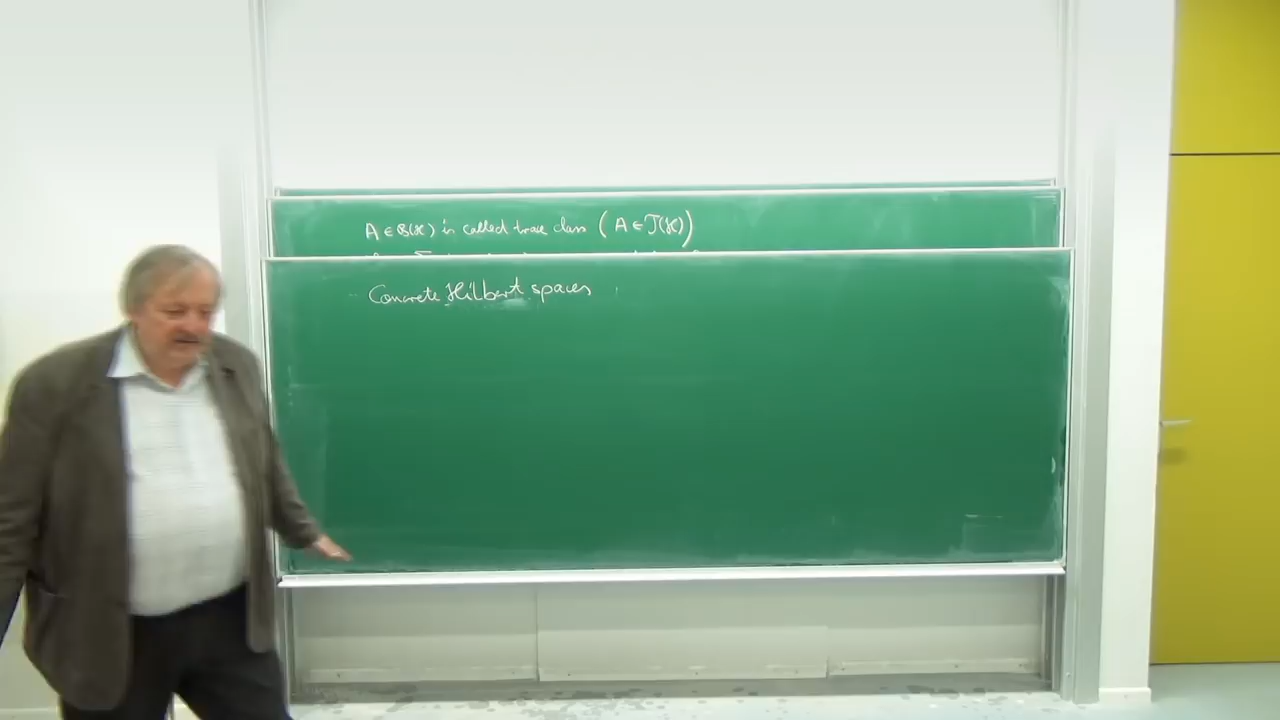 A ∈ B(ℋ) is called trace class (A ∈ J(ℋ))
Concrete Hilbert spaces